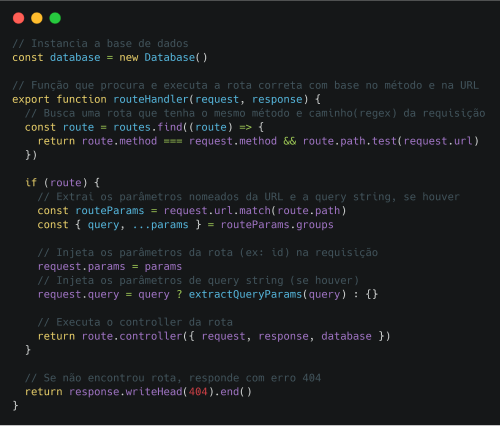 // Instancia a base de dados
const database = new Database()
// Função que procura e executa a rota correta com base no método e na URL
export function routeHandler(request, response) {
// Busca uma rota que tenha o mesmo método e caminho(regex) da requisição
const route = routes.find((route) => {
return route.method === request.method && route.path.test(request.url)
})
if (route) {
// Extrai os parâmetros nomeados da URL e a query string, se houver
const routeParams = request.url.match(route.path)
const { query, ...params } = routeParams.groups
// Injeta os parâmetros da rota (ex: id) na requisição
request.params = params
// Injeta os parâmetros de query string (se houver)
request.query = query ? extractQueryParams(query) : {}
// Executa o controller da rota
return route.controller({ request, response, database })
}
// Se não encontrou rota, responde com erro 404
return response.writeHead(404).end()
}